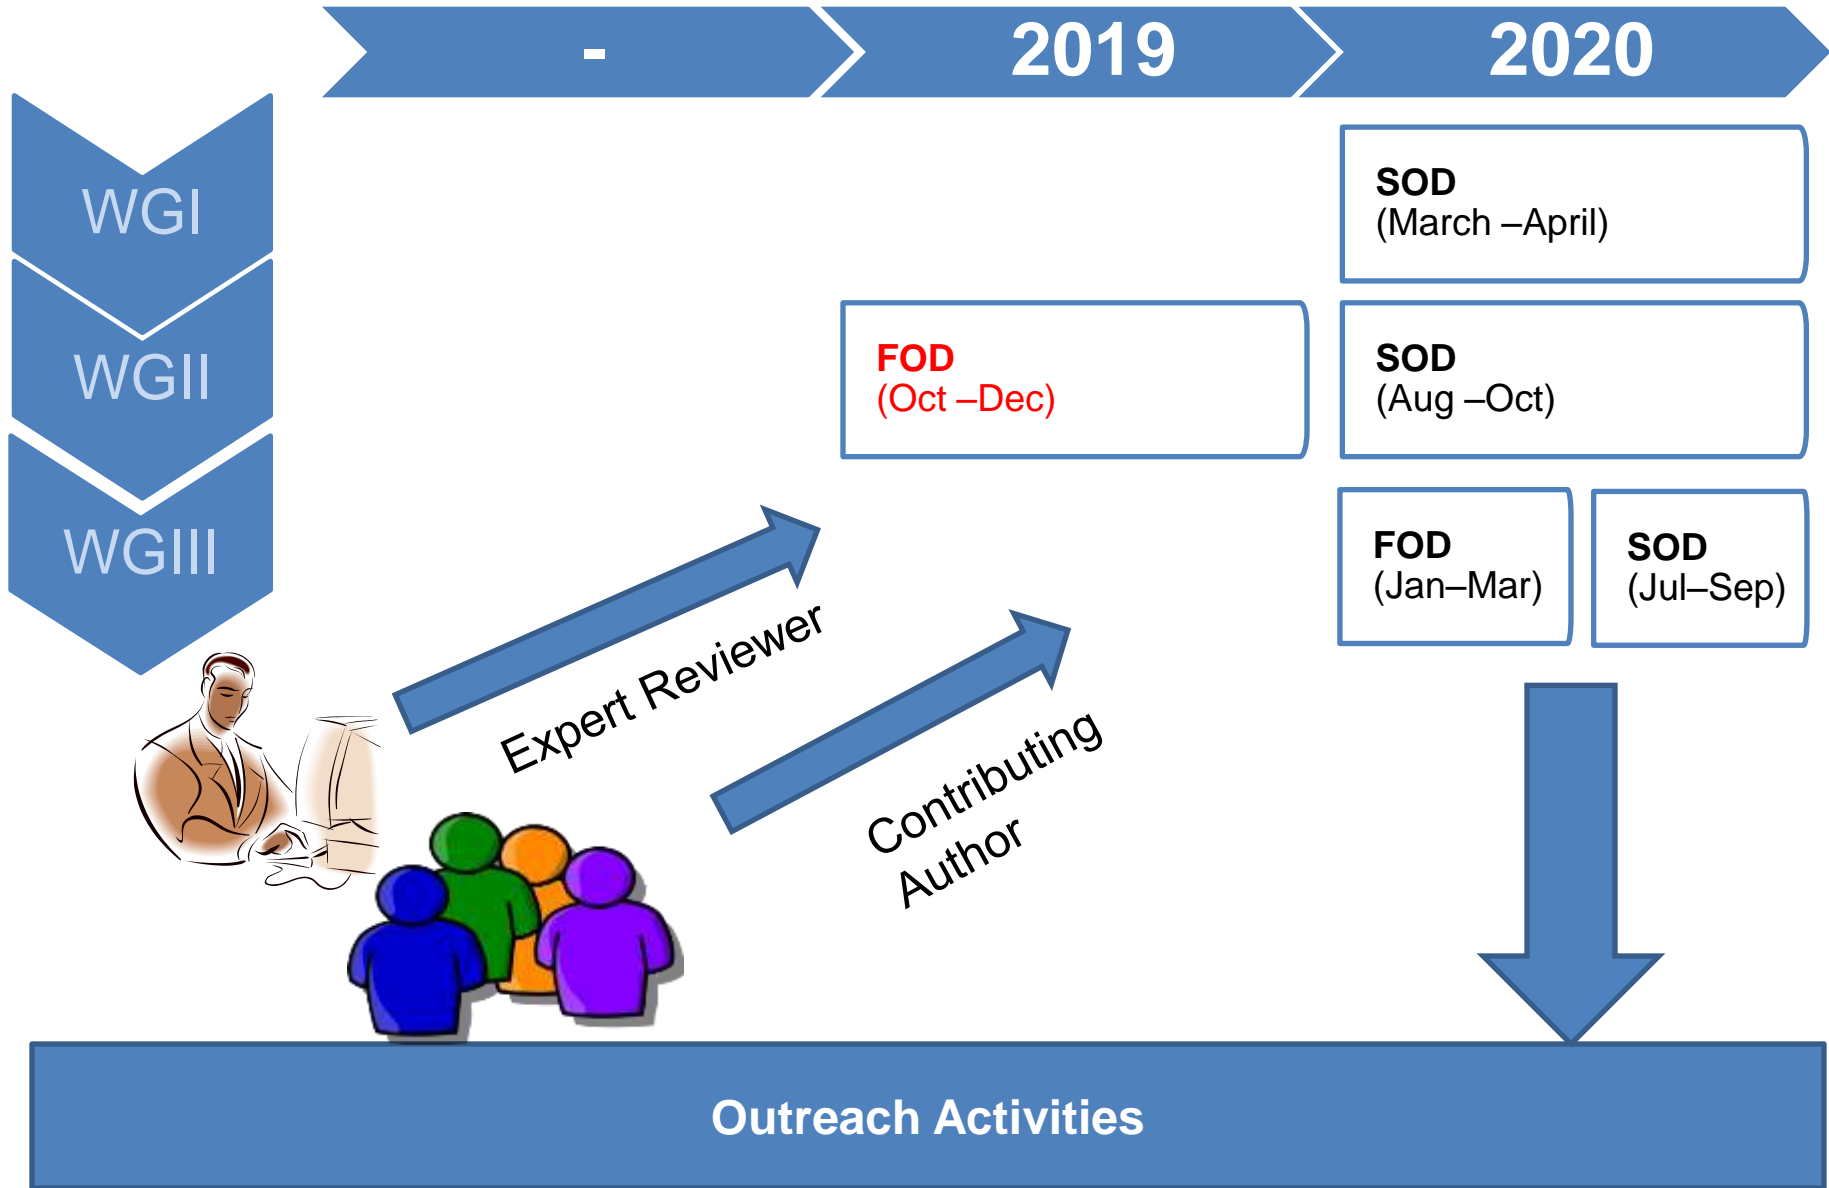 -
2019
2020
WGI
SOD
(March –April)
WGII
FOD
(Oct –Dec)
SOD
(Aug –Oct)
WGIII
FOD
(Jan–Mar)
SOD
(Jul–Sep)
Expert Reviewer
Contributing
Author
Outreach Activities